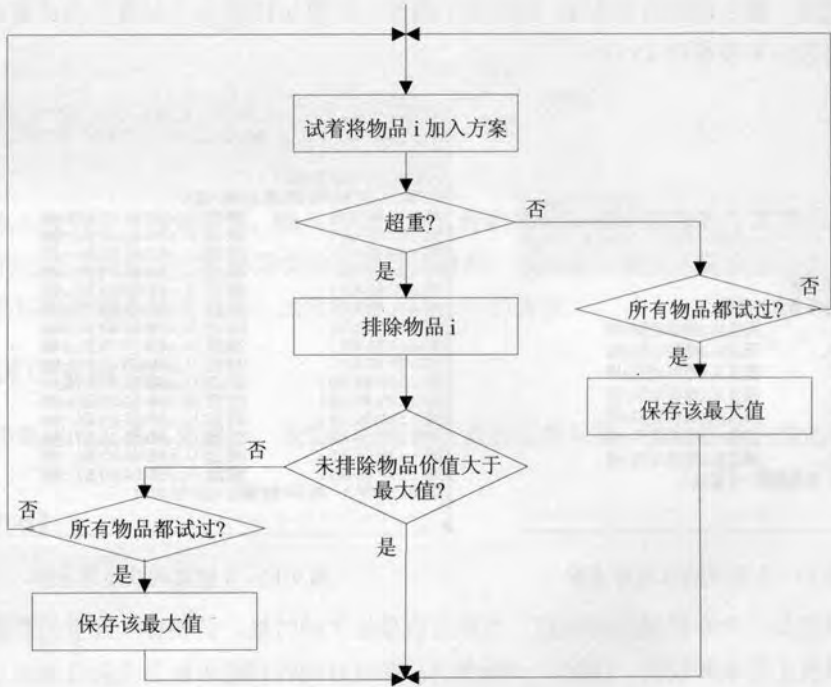 试着将物品 i 加入方案
超重?
否
是
排除物品 i
所有物品都试过?
否
是
保存该最大值
未排除物品价值大于
最大值?
否
是
所有物品都试过?
否
是
保存该最大值